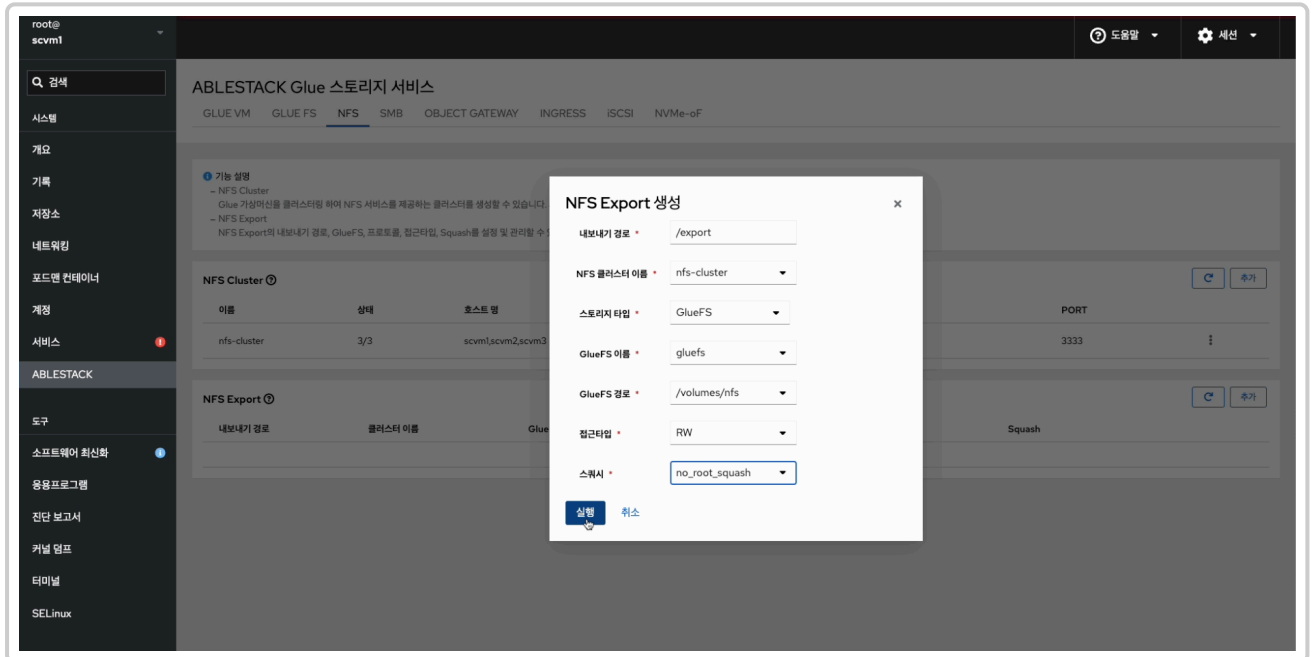 root@
scvm1
도움말
세션
검색
시스템
개요
기록
저장소
네트워킹
포드맨 컨테이너
계정
서비스
ABLESTACK
도구
소프트웨어 최신화
응용프로그램
진단 보고서
커널 덤프
터미널
SELinux
ABLESTACK Glue 스토리지 서비스
GLUE VM GLUE FS NFS SMB OBJECT GATEWAY INGRESS iSCSI NVMe-oF
기능 설명
– NFS Cluster
Glue 가상머신을 클러스터링 하여 NFS 서비스를 제공하는 클러스터를 생성할 수 있습니다.
– NFS Export
NFS Export의 내보내기 경로, GlueFS, 프로토콜, 접근타입, Squash를 설정 및 관리할 수
NFS Cluster
추가
이름 상태 호스트 명 PORT
nfs-cluster 3/3 scvm1,scvm2,scvm3 3333
NFS Export
추가
내보내기 경로 클러스터 이름 Glue Squash
NFS Export 생성 ×
내보내기 경로 * /export
NFS 클러스터 이름 * nfs-cluster
스토리지 타입 * GlueFS
GlueFS 이름 * gluefs
GlueFS 경로 * /volumes/nfs
접근타입 * RW
스쿼시 * no_root_squash
실행 취소